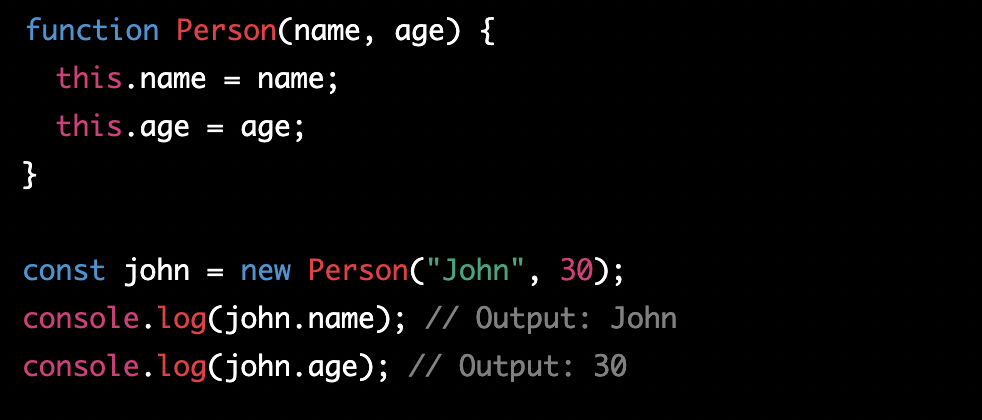 function Person(name, age) {
  this.name = name;
  this.age = age;
}

const john = new Person("John", 30);
console.log(john.name); // Output: John
console.log(john.age); // Output: 30